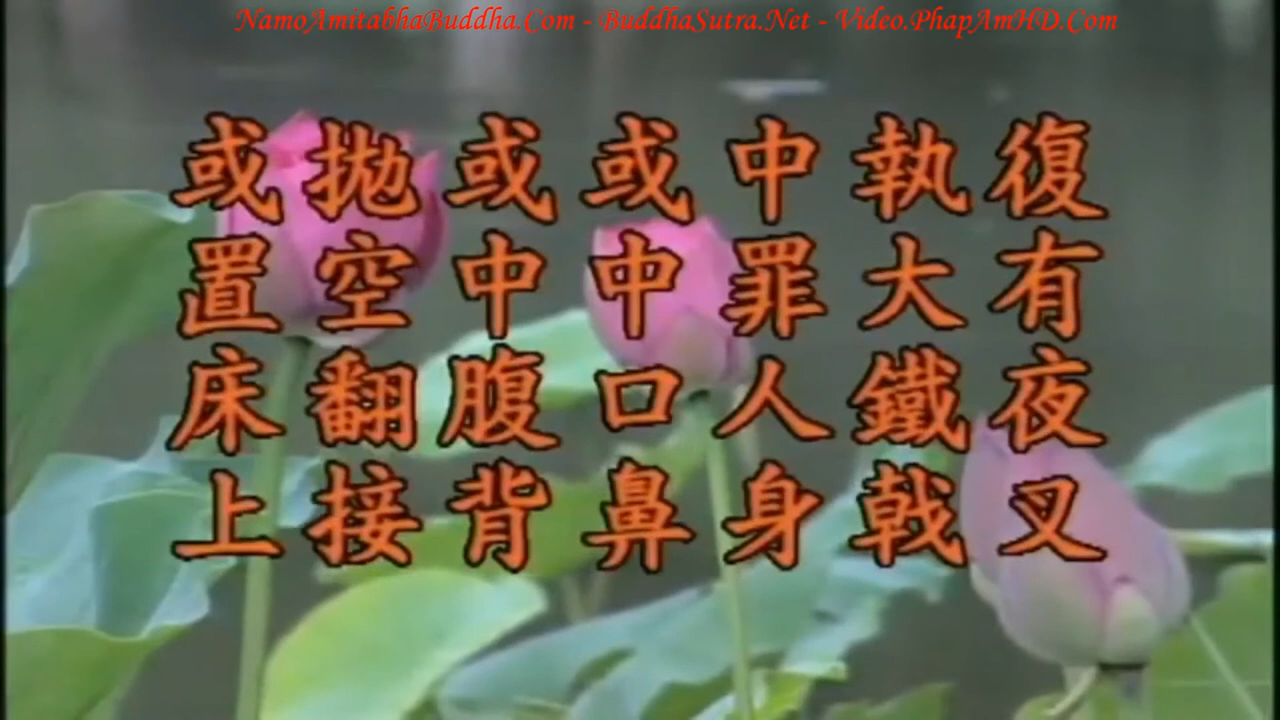 NamoAmitabhaBuddha.Com - BuddhaSutra.Net - Video.PhapAmHD.Com
復有夜叉
執大鐵戟
中罪人身
或中口鼻
或中腹背
拋空翻接
或置床上